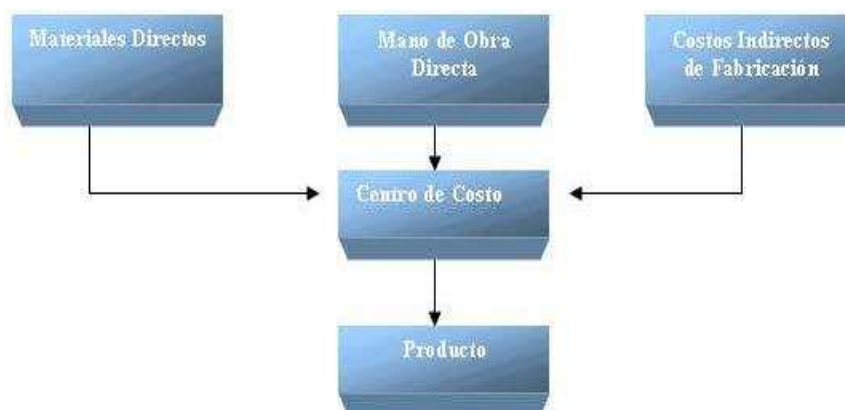 Materiales Directos
Mano de Obra
Directa
Costos Indirectos
de Fabricación
Centro de Costo
Producto